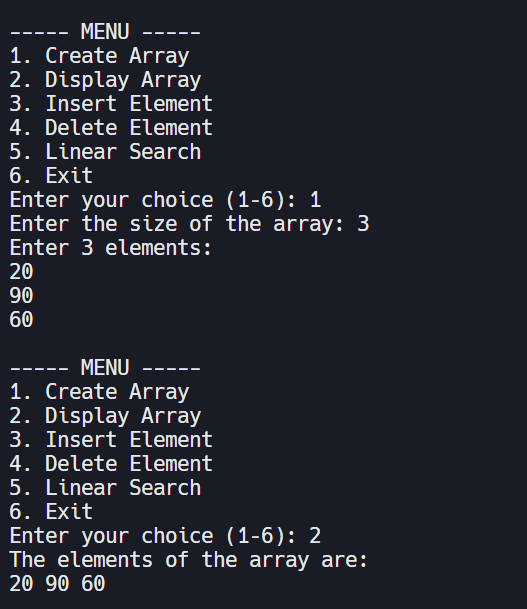 ----- MENU -----
1. Create Array
2. Display Array
3. Insert Element
4. Delete Element
5. Linear Search
6. Exit
Enter your choice (1-6): 1
Enter the size of the array: 3
Enter 3 elements:
20
90
60

----- MENU -----
1. Create Array
2. Display Array
3. Insert Element
4. Delete Element
5. Linear Search
6. Exit
Enter your choice (1-6): 2
The elements of the array are:
20 90 60